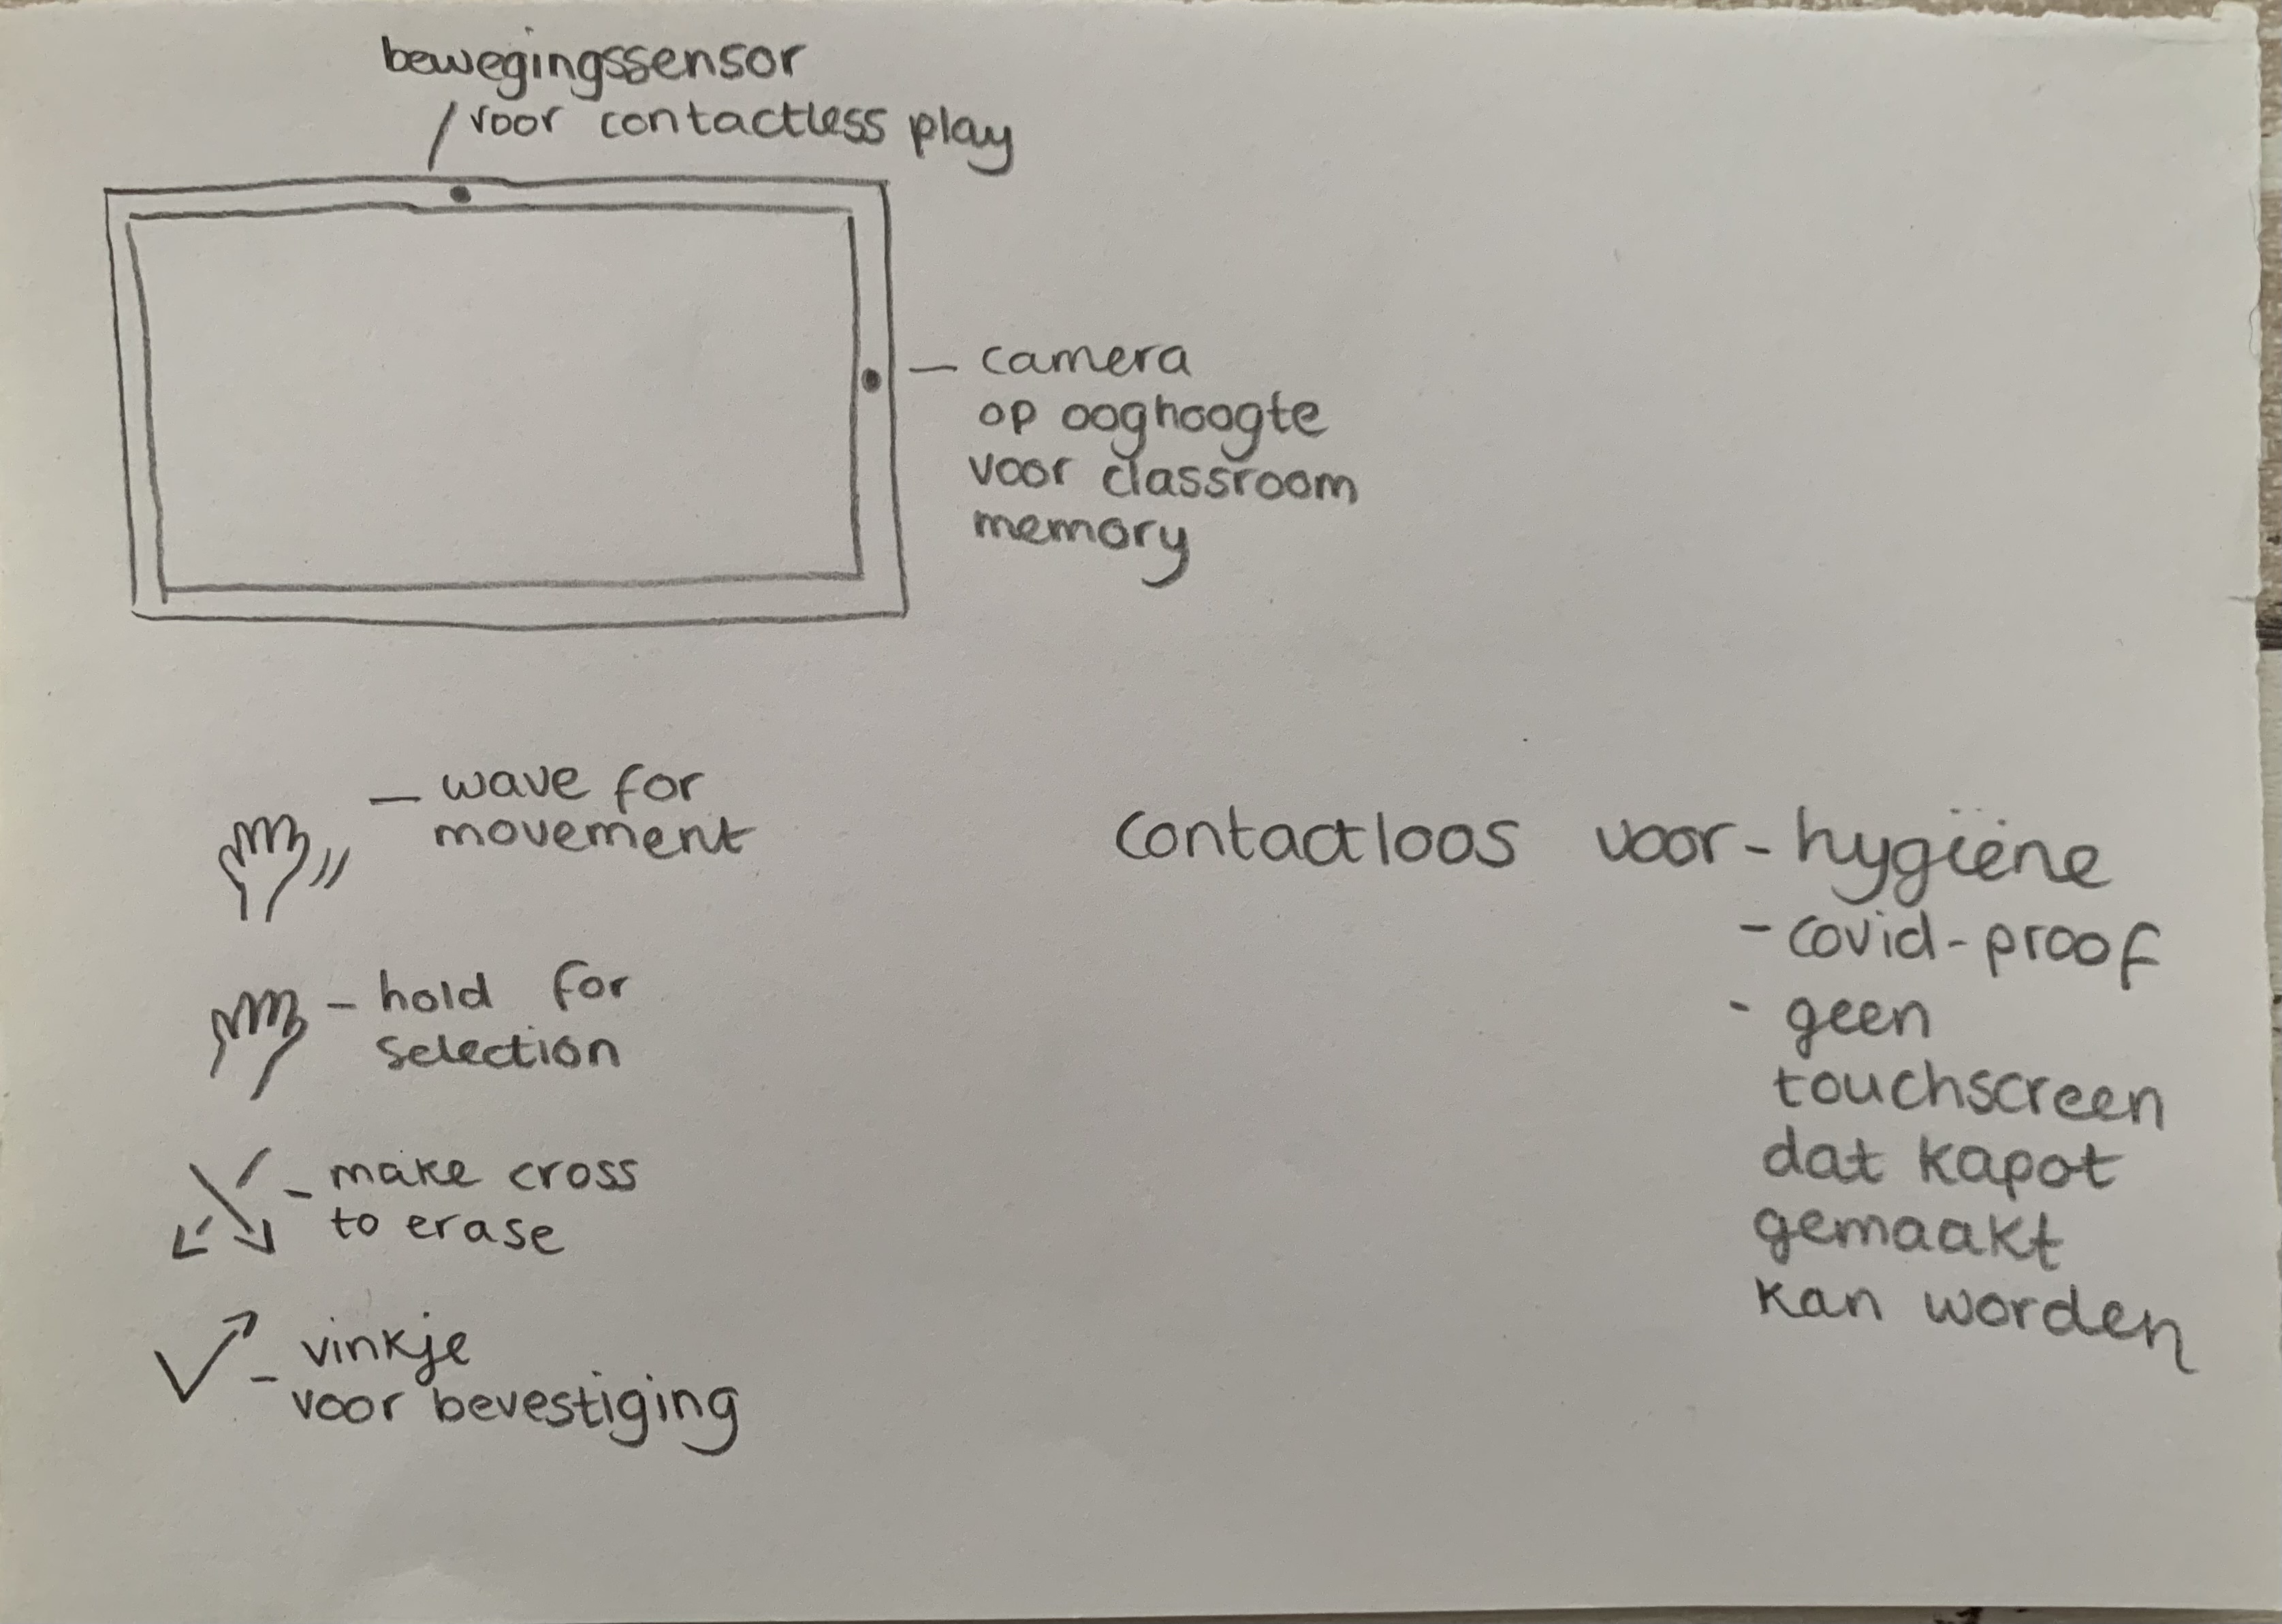 bewegingssensor
voor contactless play
— camera
op ooghoogte
voor classroom
memory
— wave for
movement
– hold for
selection
– make cross
to erase
– vinkje
voor bevestiging
contactloos voor - hygiëne
- covid-proof
- geen
touchscreen
dat kapot
gemaakt
kan worden